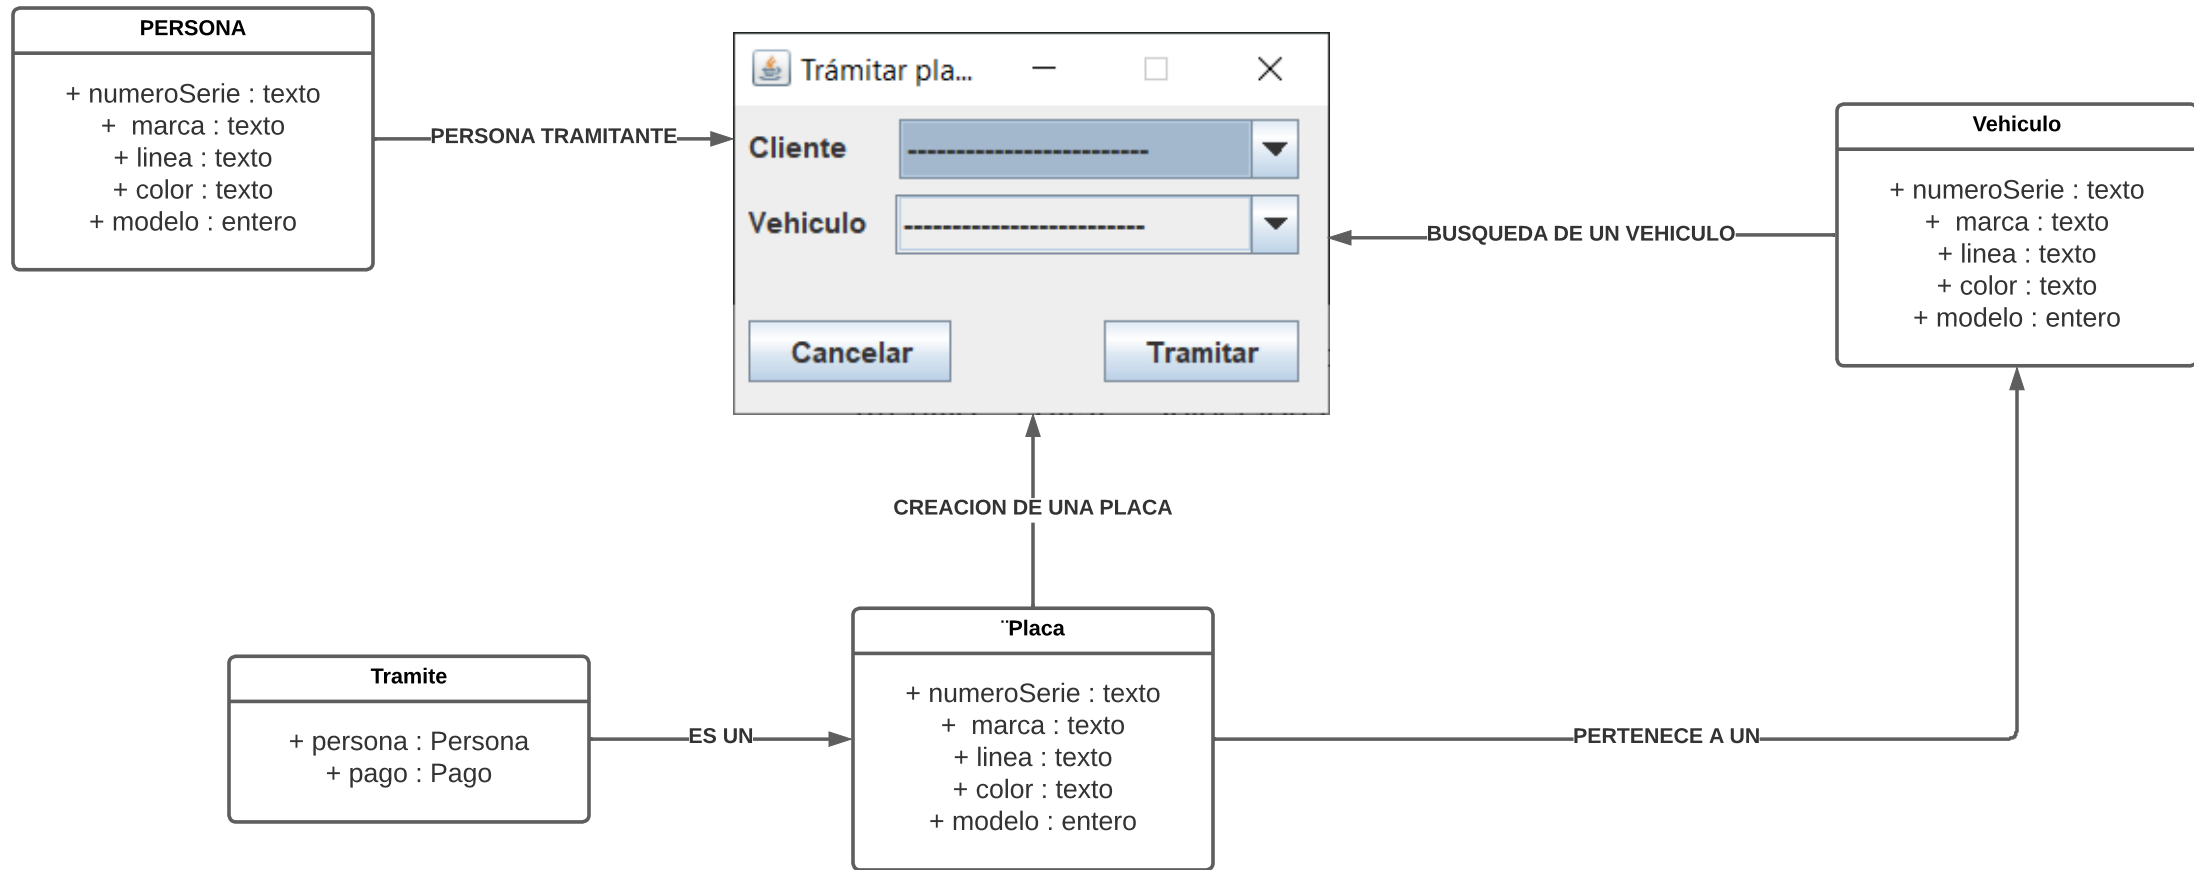 PERSONA
+ numeroSerie : texto
+  marca : texto
+ linea : texto
+ color : texto
+ modelo : entero
PERSONA TRAMITANTE
Trámitar pla...
Cliente
-------------------------
Vehiculo
-------------------------
Cancelar
Tramitar
BUSQUEDA DE UN VEHICULO
Vehiculo
+ numeroSerie : texto
+  marca : texto
+ linea : texto
+ color : texto
+ modelo : entero
CREACION DE UNA PLACA
Tramite
+ persona : Persona
+ pago : Pago
ES UN
¨Placa
+ numeroSerie : texto
+  marca : texto
+ linea : texto
+ color : texto
+ modelo : entero
PERTENECE A UN